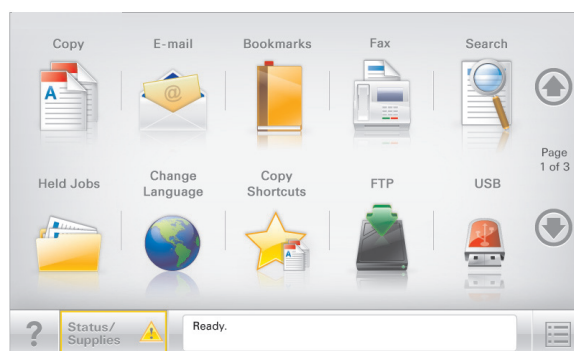 Copy
E-mail
Bookmarks
Fax
Search
A
@
Page
1 of 3
Held Jobs
Change
Language
Copy
Shortcuts
FTP
USB
A
?
Status/
Supplies
Ready.